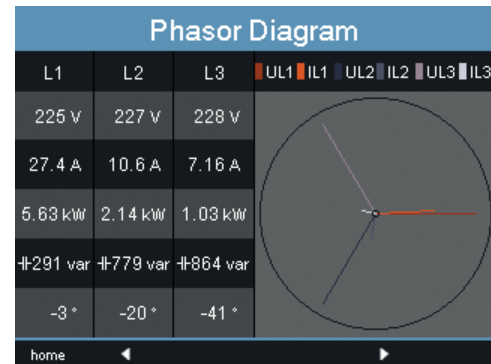 Phasor Diagram
L1 L2 L3 UL1 IL1 UL2 IL2 UL3 IL3
225 V 227 V 228 V
27.4 A 10.6 A 7.16 A
5.63 kW 2.14 kW 1.03 kW
⊣⊢291 var ⊣⊢779 var ⊣⊢864 var
-3 ° -20 ° -41 °
home